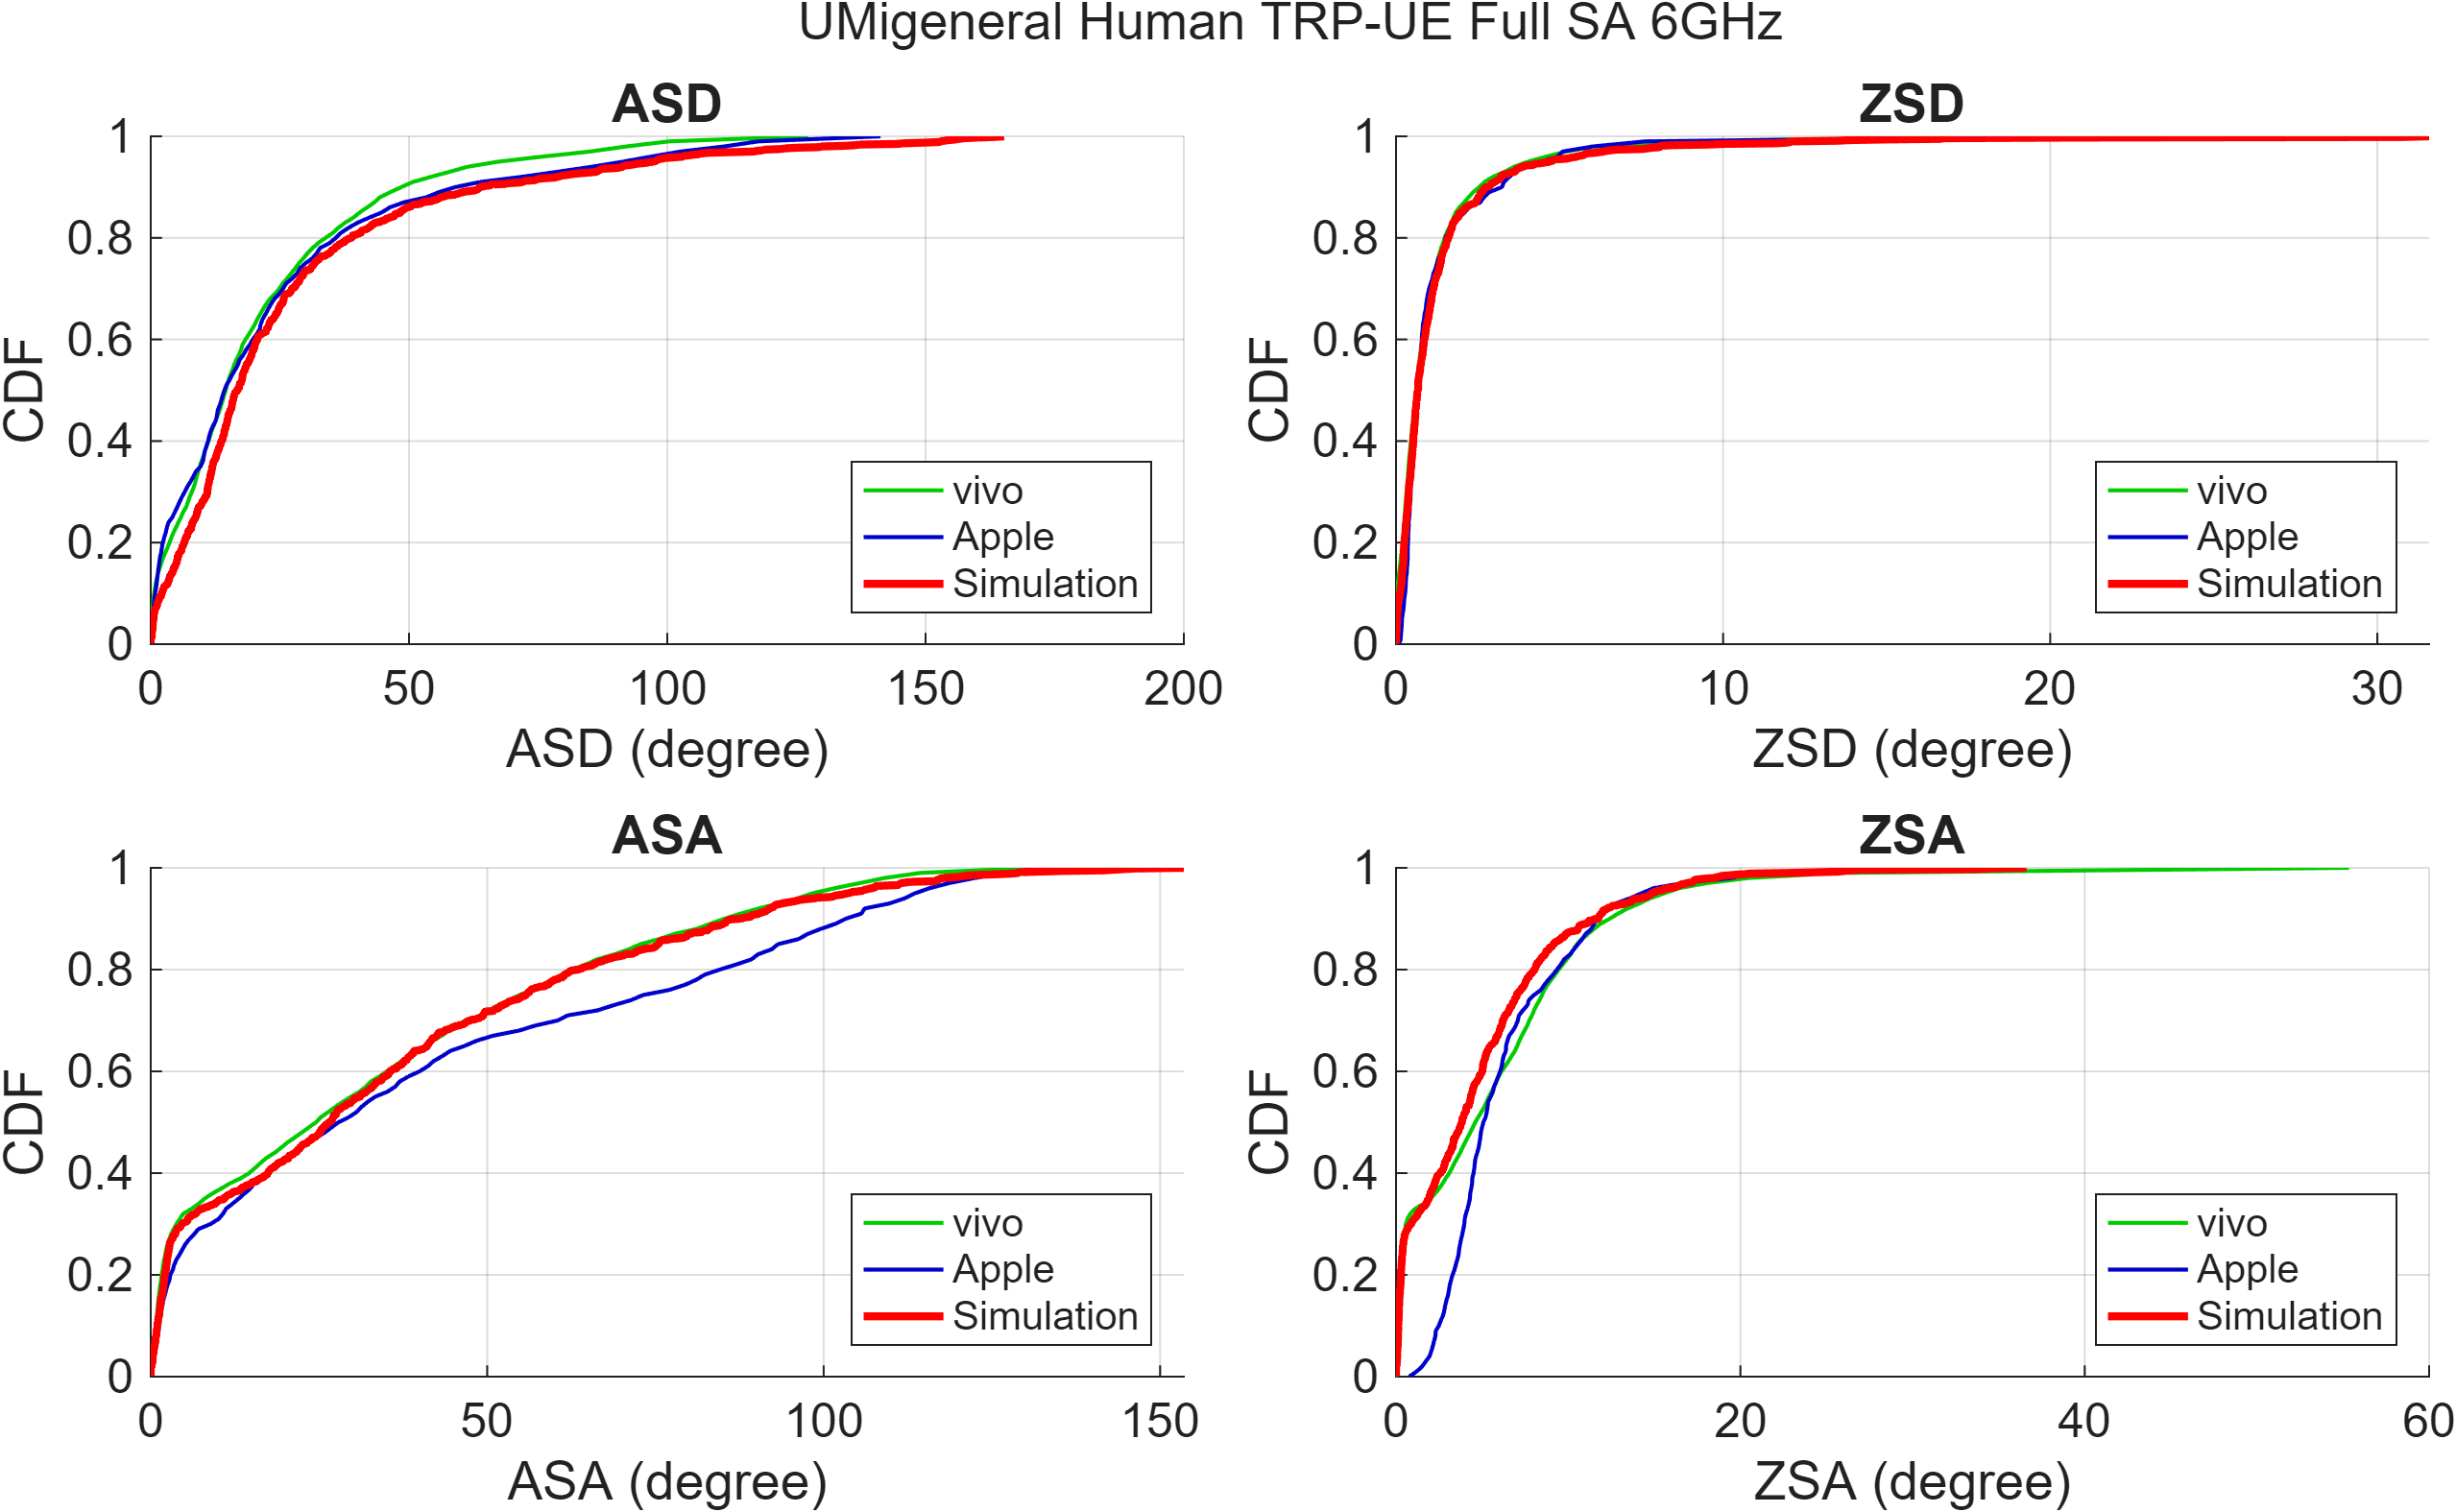 UMigeneral Human TRP-UE Full SA 6GHz
ASD
1
0.8
0.6
0.4
0.2
0
CDF
0 50 100 150 200
ASD (degree)
vivo
Apple
Simulation
ZSD
1
0.8
0.6
0.4
0.2
0
CDF
0 10 20 30
ZSD (degree)
vivo
Apple
Simulation
ASA
1
0.8
0.6
0.4
0.2
0
CDF
0 50 100 150
ASA (degree)
vivo
Apple
Simulation
ZSA
1
0.8
0.6
0.4
0.2
0
CDF
0 20 40 60
ZSA (degree)
vivo
Apple
Simulation